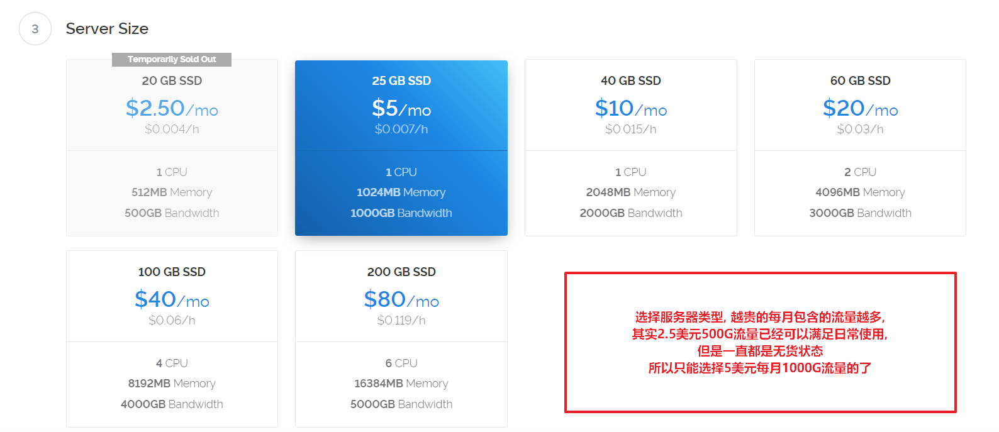 3
Server Size
Temporarily Sold Out
20 GB SSD
$2.50/mo
$0.004/h
1 CPU
512MB Memory
500GB Bandwidth
25 GB SSD
$5/mo
$0.007/h
1 CPU
1024MB Memory
1000GB Bandwidth
40 GB SSD
$10/mo
$0.015/h
1 CPU
2048MB Memory
2000GB Bandwidth
60 GB SSD
$20/mo
$0.03/h
2 CPU
4096MB Memory
3000GB Bandwidth
100 GB SSD
$40/mo
$0.06/h
4 CPU
8192MB Memory
4000GB Bandwidth
200 GB SSD
$80/mo
$0.119/h
6 CPU
16384MB Memory
5000GB Bandwidth
选择服务器类型, 越贵的每月包含的流量越多,
其实2.5美元500G流量已经可以满足日常使用,
但是一直都是无货状态
所以只能选择5美元每月1000G流量的了